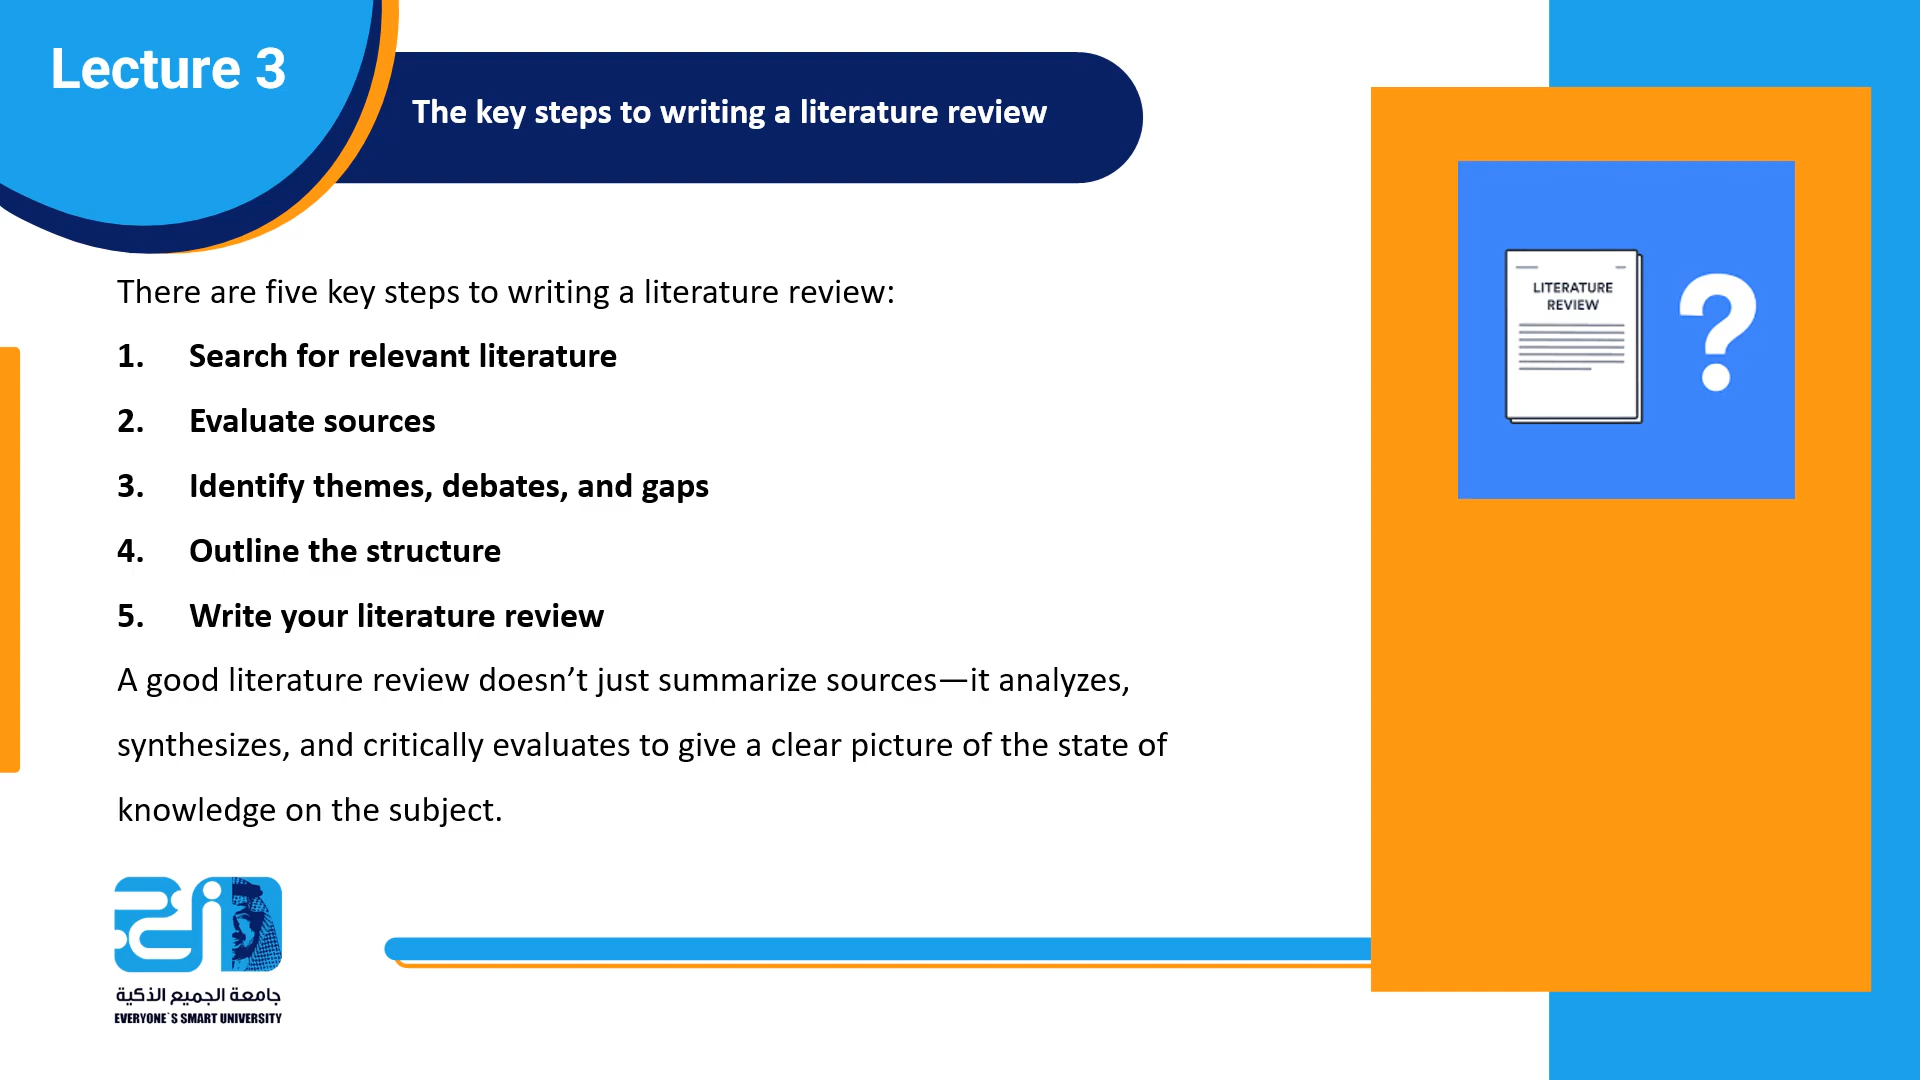 Lecture 3
The key steps to writing a literature review
There are five key steps to writing a literature review:
1. Search for relevant literature
2. Evaluate sources
3. Identify themes, debates, and gaps
4. Outline the structure
5. Write your literature review
A good literature review doesn’t just summarize sources—it analyzes,
synthesizes, and critically evaluates to give a clear picture of the state of
knowledge on the subject.
LITERATURE
REVIEW
?
جامعة الجميع الذكية
EVERYONE`S SMART UNIVERSITY